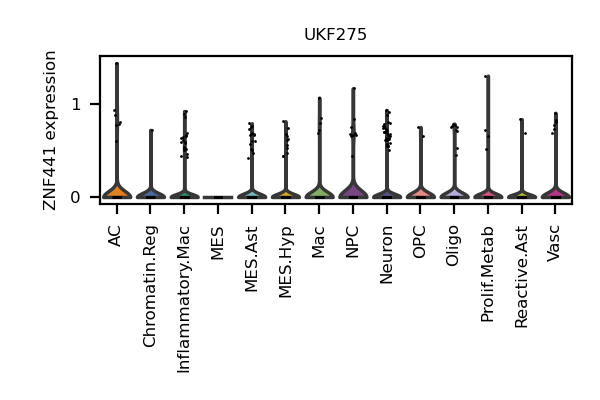 UKF275
ZNF441 expression
1
0
AC
Chromatin.Reg
Inflammatory.Mac
MES
MES.Ast
MES.Hyp
Mac
NPC
Neuron
OPC
Oligo
Prolif.Metab
Reactive.Ast
Vasc